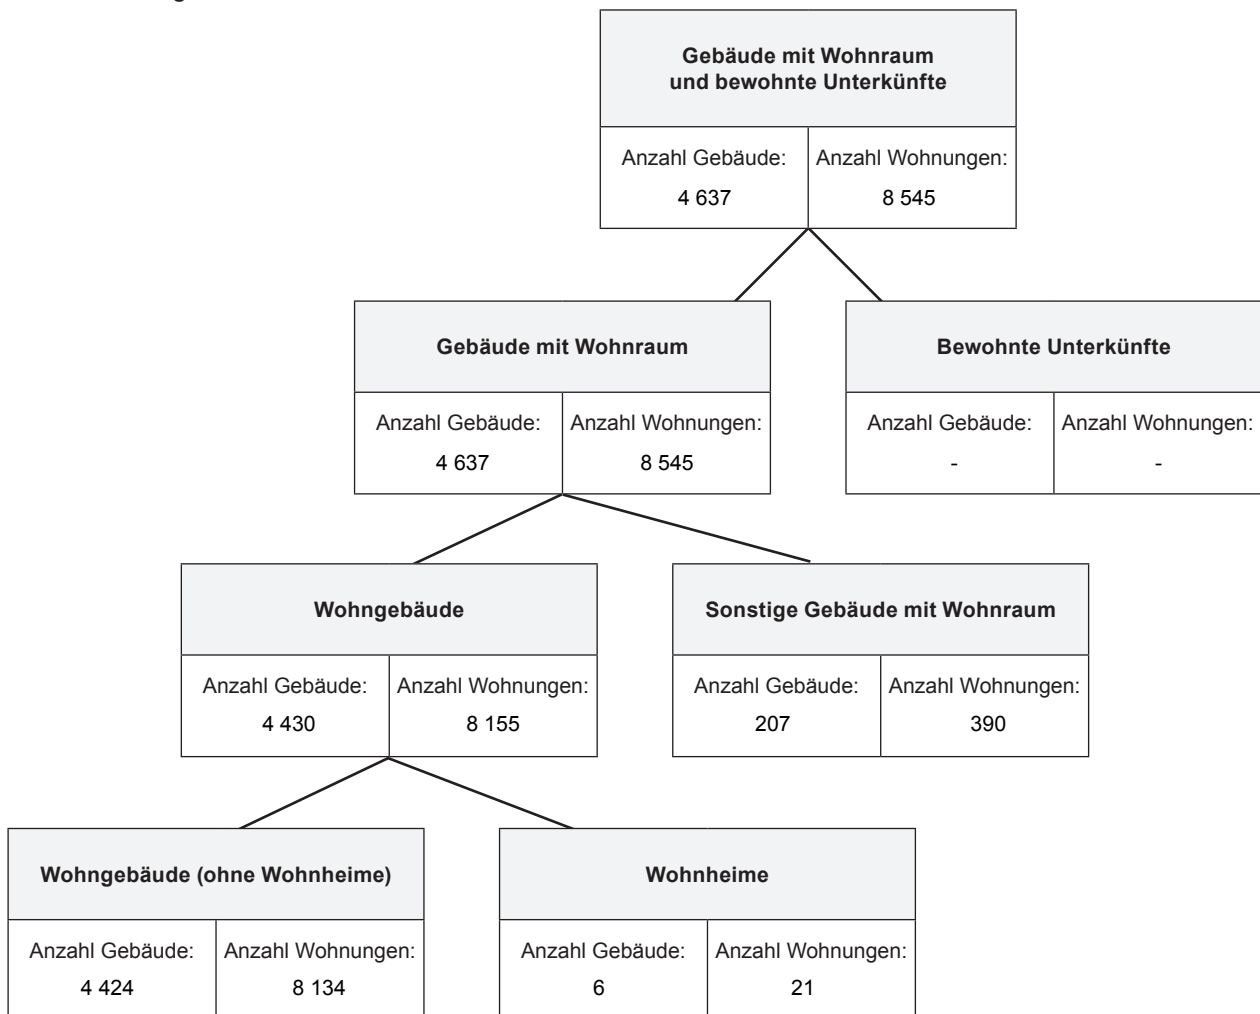 Gebäude mit Wohnraum
und bewohnte Unterkünfte
Anzahl Gebäude: Anzahl Wohnungen:
4 637 8 545
Gebäude mit Wohnraum
Anzahl Gebäude: Anzahl Wohnungen:
4 637 8 545
Bewohnte Unterkünfte
Anzahl Gebäude: Anzahl Wohnungen:
- -
Wohngebäude
Anzahl Gebäude: Anzahl Wohnungen:
4 430 8 155
Sonstige Gebäude mit Wohnraum
Anzahl Gebäude: Anzahl Wohnungen:
207 390
Wohngebäude (ohne Wohnheime)
Anzahl Gebäude: Anzahl Wohnungen:
4 424 8 134
Wohnheime
Anzahl Gebäude: Anzahl Wohnungen:
6 21